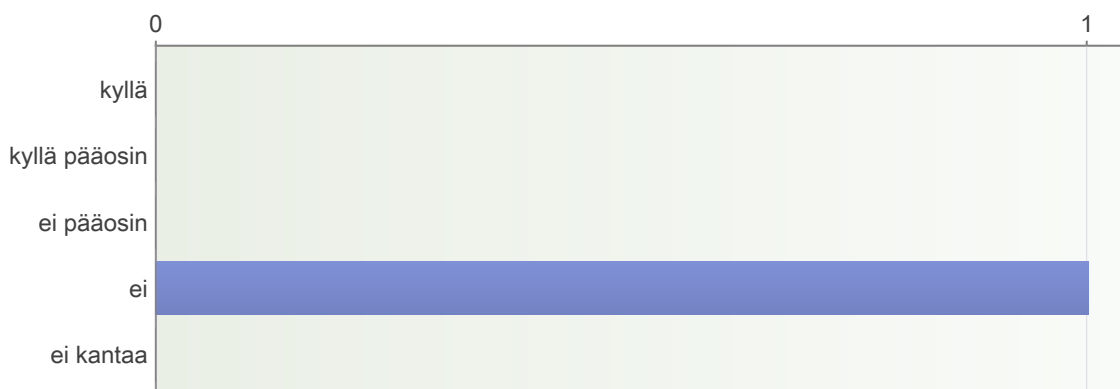 0 1
kyllä
kyllä pääosin
ei pääosin
ei
ei kantaa